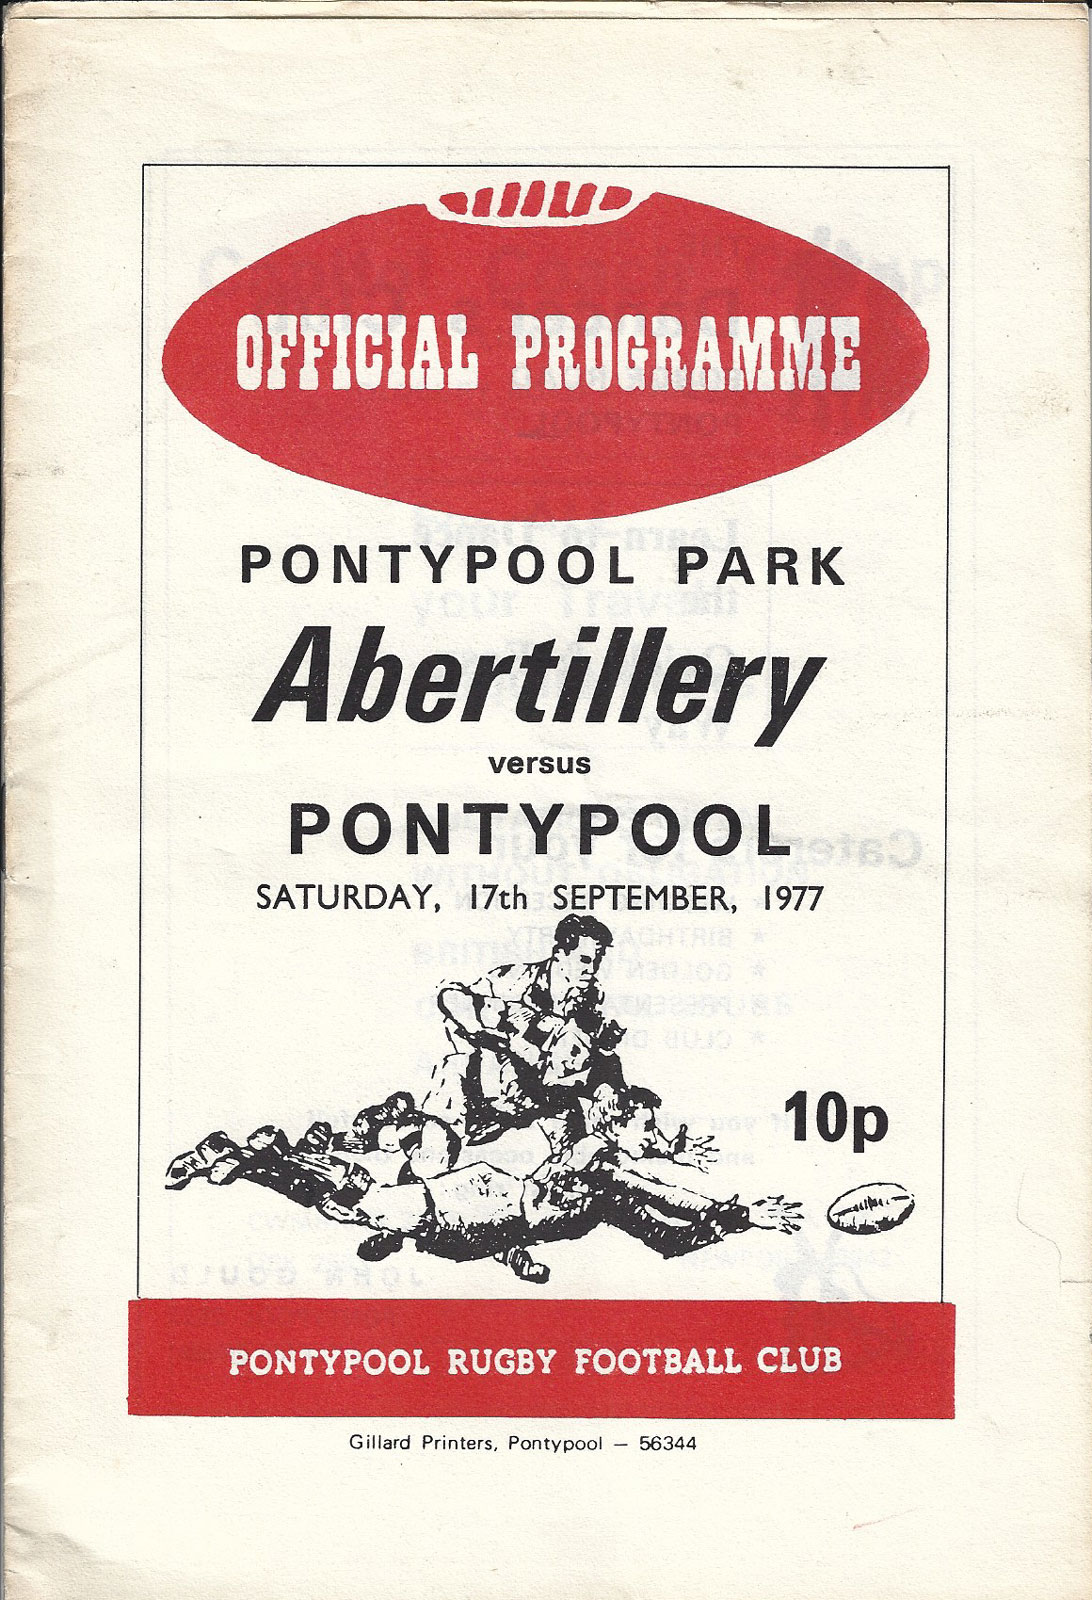 OFFICIAL PROGRAMME
PONTYPOOL PARK
Abertillery
versus
PONTYPOOL
SATURDAY, 17th SEPTEMBER, 1977
10p
PONTYPOOL RUGBY FOOTBALL CLUB
Gillard Printers, Pontypool — 56344